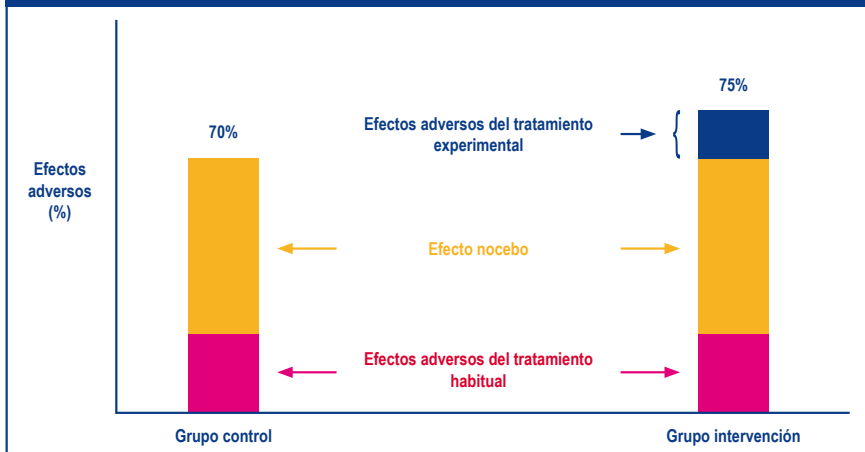 75%
70%
Efectos adversos del tratamiento
experimental
Efectos
adversos
(%)
Efecto nocebo
Efectos adversos del tratamiento
habitual
Grupo control
Grupo intervención